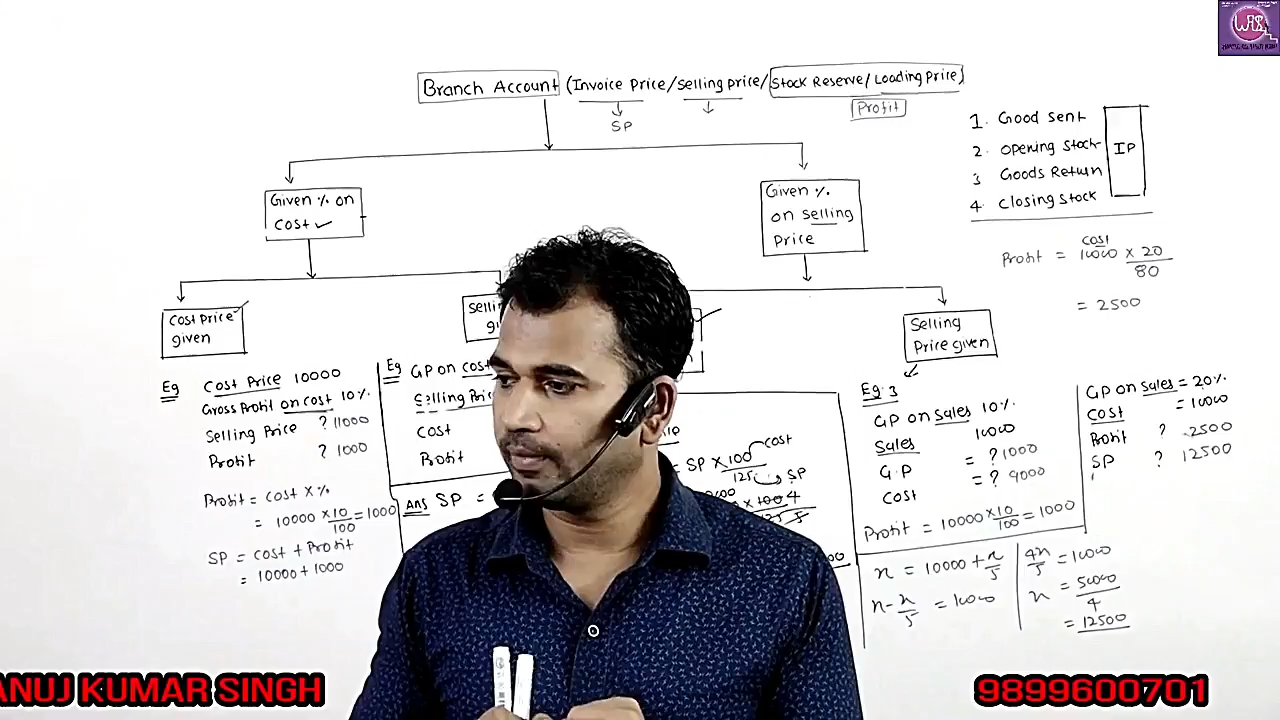 Branch Account (Invoice Price/Selling price/Stock Reserve/Loading Price)
SP
Profit
Given % on
cost ✓
Given %
on selling
Price
1. Good sent
2. opening stock
3 Goods Return
4. closing stock
IP
Profit = cost 10000 × 20/80
= 2500
Cost Price
given
Selling
Price given
Eg Cost Price 10000
Gross Profit on cost 10%.
Selling Price ? 11000
Profit ? 1000
Profit = cost × %
= 10000 × 10/100 = 1000
SP = cost + Profit
= 10000 + 1000
Eg GP on cost
Selling
Cost
Profit
Ans SP =
= SP × 100 cost
125 SP
Eg. 3
GP on sales 10%.
Sales 10000
G.P = ? 1000
Cost = ? 9000
Profit = 10000 × 10/100 = 1000
GP on sales = 20%.
Cost = 10000
Profit ? 2500
SP ? 12500
x = 10000 + x/5
x - x/5 = 10000
4x/5 = 10000
x = 50000/4
= 12500
ANUJ KUMAR SINGH
9899600701